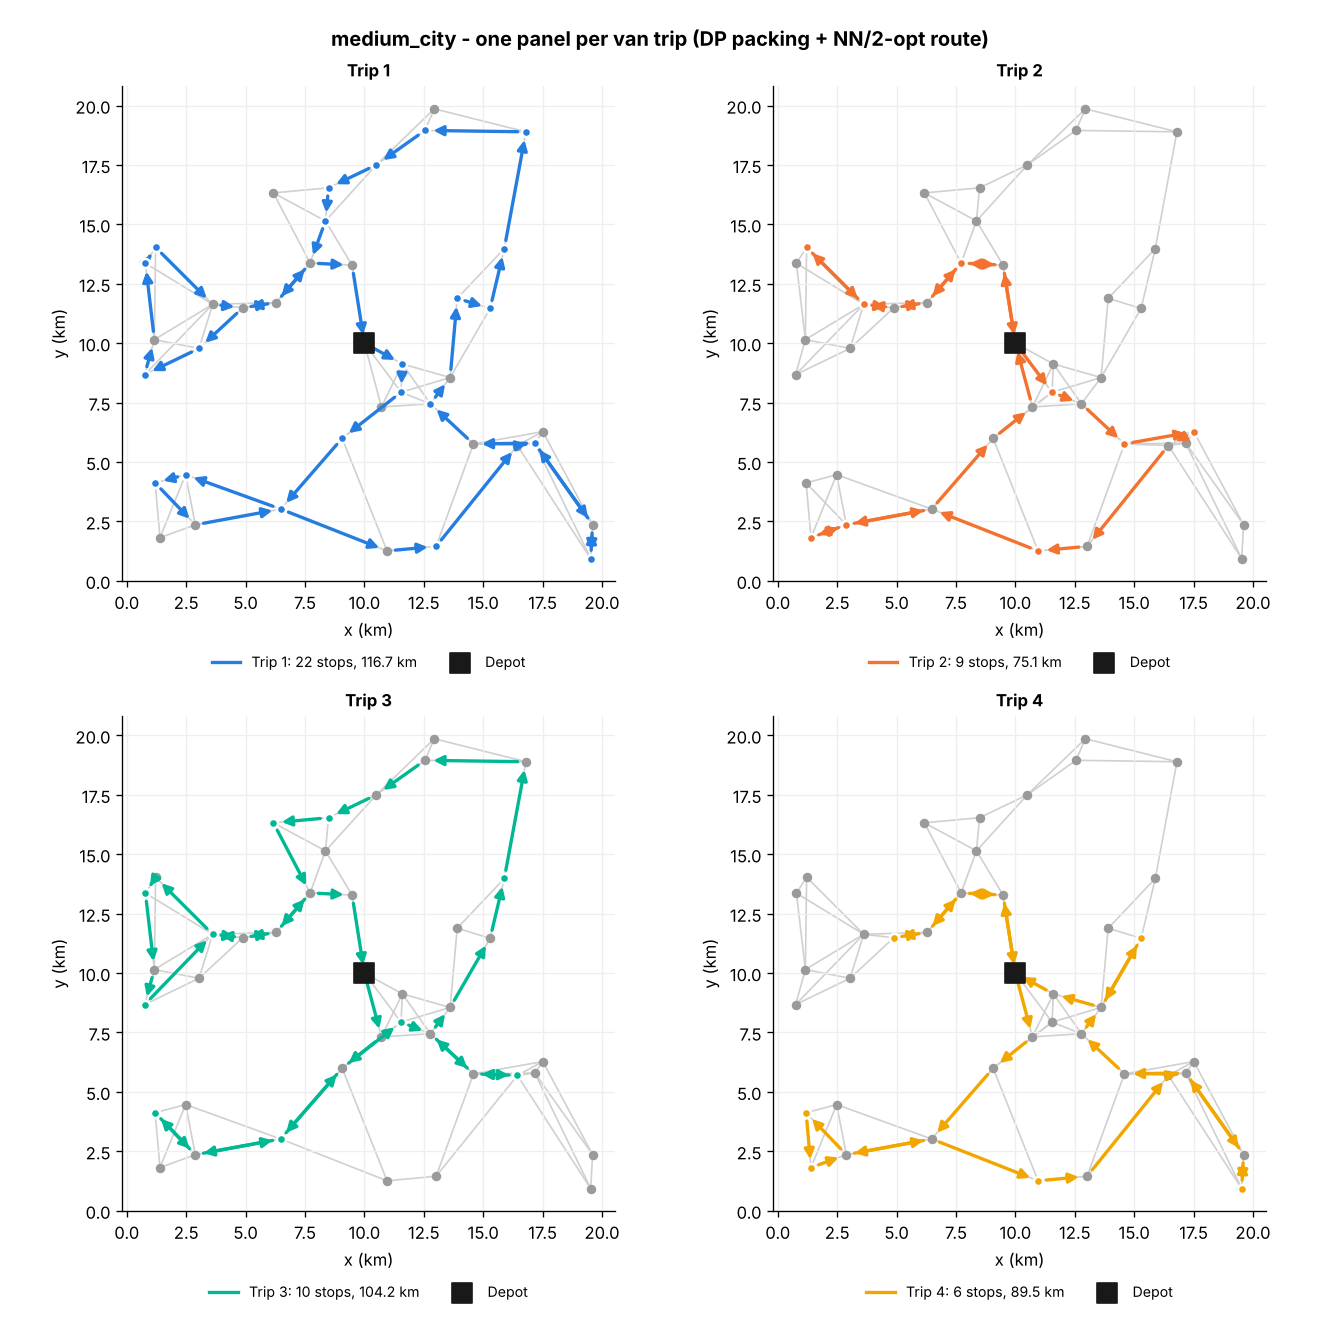 medium_city - one panel per van trip (DP packing + NN/2-opt route)
Trip 1
20.0
17.5
15.0
12.5
10.0
7.5
5.0
2.5
0.0
y (km)
0.0 2.5 5.0 7.5 10.0 12.5 15.0 17.5 20.0
x (km)
Trip 1: 22 stops, 116.7 km Depot
Trip 2
20.0
17.5
15.0
12.5
10.0
7.5
5.0
2.5
0.0
y (km)
0.0 2.5 5.0 7.5 10.0 12.5 15.0 17.5 20.0
x (km)
Trip 2: 9 stops, 75.1 km Depot
Trip 3
20.0
17.5
15.0
12.5
10.0
7.5
5.0
2.5
0.0
y (km)
0.0 2.5 5.0 7.5 10.0 12.5 15.0 17.5 20.0
x (km)
Trip 3: 10 stops, 104.2 km Depot
Trip 4
20.0
17.5
15.0
12.5
10.0
7.5
5.0
2.5
0.0
y (km)
0.0 2.5 5.0 7.5 10.0 12.5 15.0 17.5 20.0
x (km)
Trip 4: 6 stops, 89.5 km Depot